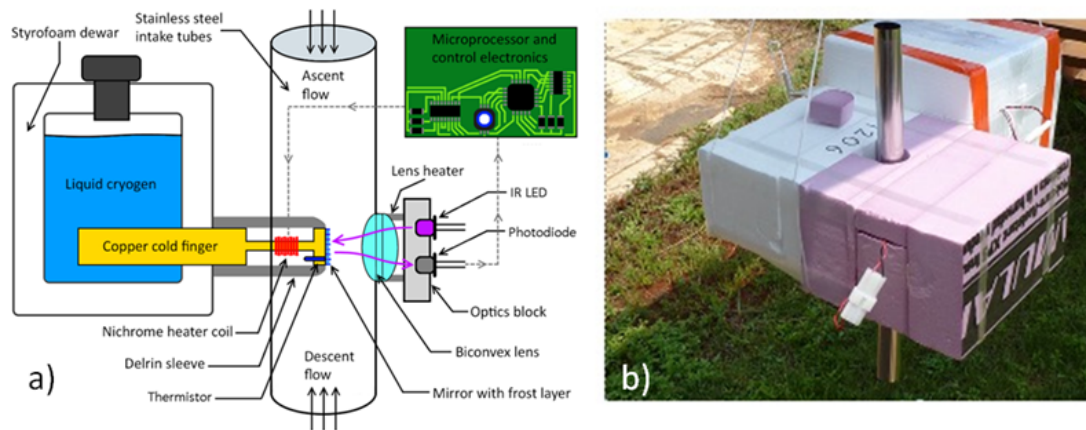 Styrofoam dewar
Stainless steel
intake tubes
Microprocessor and
control electronics
Ascent
flow
Liquid cryogen
Lens heater
IR LED
Photodiode
Copper cold finger
Optics block
Nichrome heater coil
Biconvex lens
Delrin sleeve
Descent
flow
Mirror with frost layer
Thermistor
a)
1206
b)